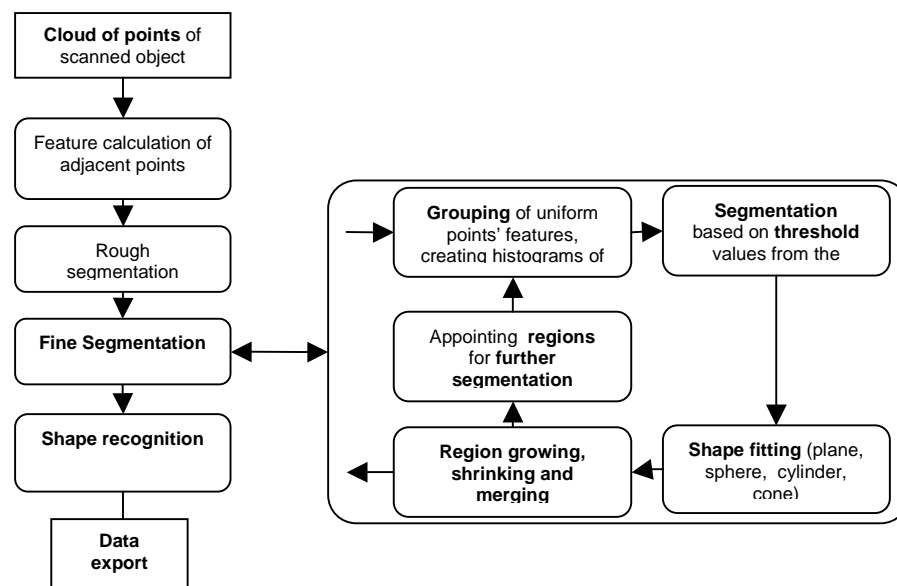 Cloud of points of
scanned object
Feature calculation of
adjacent points
Rough
segmentation
Fine Segmentation
Shape recognition
Data
export
Grouping of uniform
points' features,
creating histograms of
Segmentation
based on threshold
values from the
Appointing regions
for further
segmentation
Region growing,
shrinking and
merging
Shape fitting (plane,
sphere, cylinder,
cone)